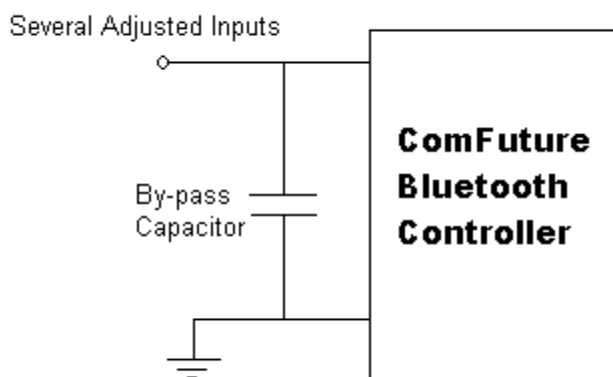 Several Adjusted Inputs
ComFuture
Bluetooth
Controller
By-pass
Capacitor